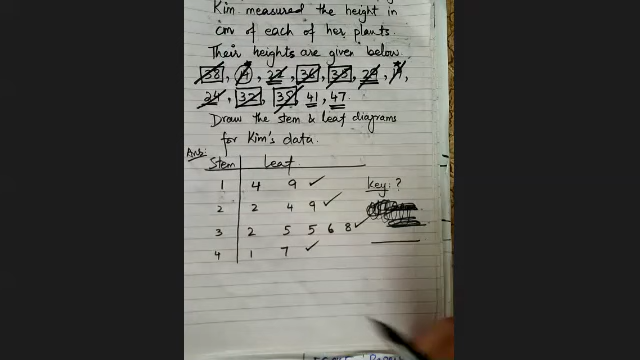 Kim measured the height in
cm of each of her plants.
Their heights are given below.
38, 14, 22, 36, 35, 29, 19,
24, 32, 35, 41, 47.
Draw the stem & leaf diagrams
for Kim's data.
Ans:
Stem Leaf
1 4 9
2 2 4 9
3 2 5 5 6 8
4 1 7
Key: ?